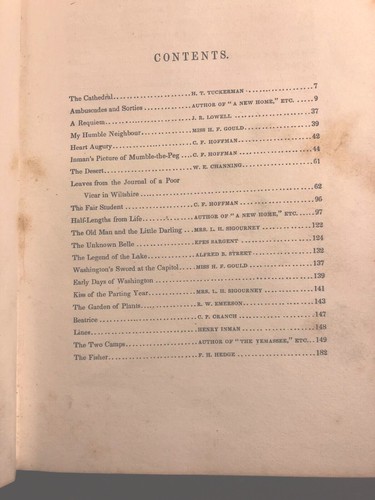 CONTENTS.
The Cathedral H. T. TUCKERMAN 7
Ambuscades and Sorties AUTHOR OF "A NEW HOME," ETC. 9
A Requiem J. R. LOWELL 37
My Humble Neighbour MISS H. F. GOULD 39
Heart Augury C. F. HOFFMAN 42
Inman's Picture of Mumble-the-Peg C. F. HOFFMAN 44
The Desert W. E. CHANNING 61
Leaves from the Journal of a Poor
Vicar in Wiltshire 62
The Fair Student C. F. HOFFMAN 96
Half-Lengths from Life AUTHOR OF "A NEW HOME," ETC. 97
The Old Man and the Little Darling MRS. L. H. SIGOURNEY 122
The Unknown Belle EPES SARGENT 124
The Legend of the Lake ALFRED B. STREET 132
Washington's Sword at the Capitol MISS H. F. GOULD 137
Early Days of Washington 139
Kiss of the Parting Year MRS. L. H. SIGOURNEY 141
The Garden of Plants R. W. EMERSON 143
Beatrice C. P. CRANCH 147
Lines HENRY INMAN 148
The Two Camps AUTHOR OF "THE YEMASSEE," ETC. 149
The Fisher F. H. HEDGE 182